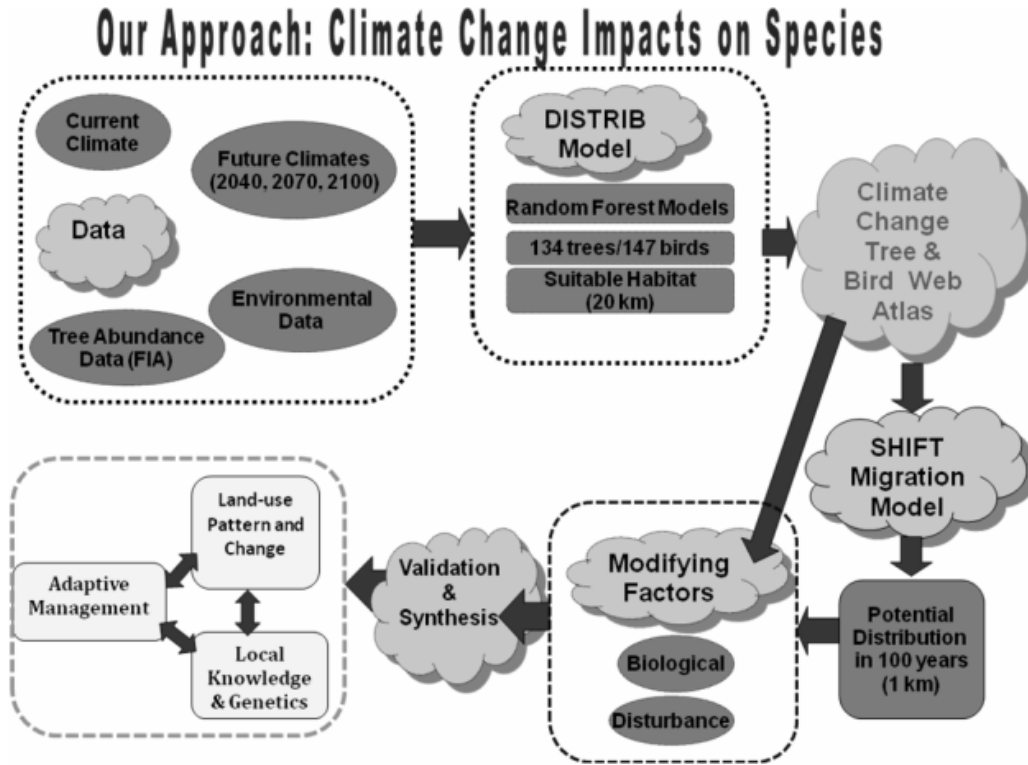 Our Approach: Climate Change Impacts on Species
Current
Climate
Future Climates
(2040, 2070, 2100)
Data
Environmental
Data
Tree Abundance
Data (FIA)
DISTRIB
Model
Random Forest Models
134 trees/147 birds
Suitable Habitat
(20 km)
Climate
Change
Tree &
Bird Web
Atlas
SHIFT
Migration
Model
Potential
Distribution
in 100 years
(1 km)
Modifying
Factors
Biological
Disturbance
Validation
&
Synthesis
Land-use
Pattern and
Change
Adaptive
Management
Local
Knowledge
& Genetics